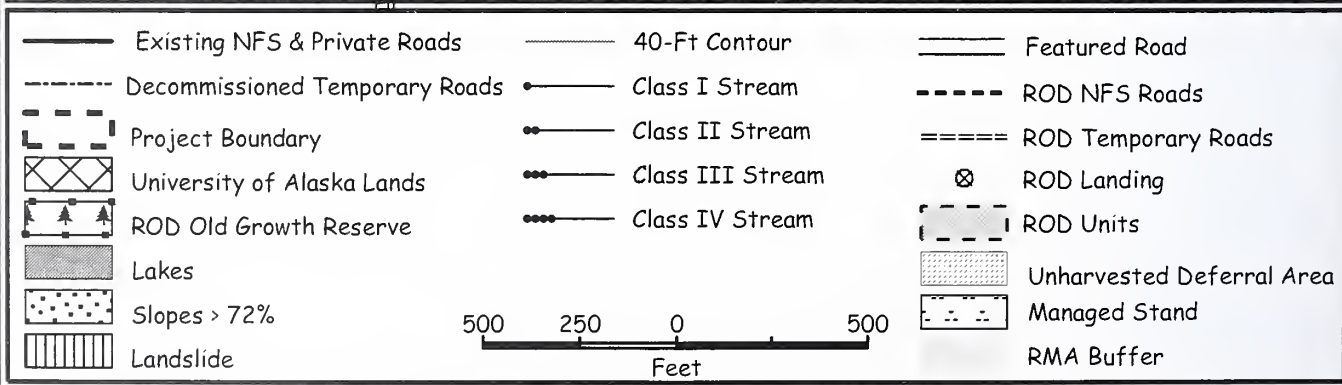 Existing NFS & Private Roads
Decommissioned Temporary Roads
Project Boundary
University of Alaska Lands
ROD Old Growth Reserve
Lakes
Slopes > 72%
Landslide
40-Ft Contour
Class I Stream
Class II Stream
Class III Stream
Class IV Stream
500 250 0 500
Feet
Featured Road
ROD NFS Roads
ROD Temporary Roads
ROD Landing
ROD Units
Unharvested Deferral Area
Managed Stand
RMA Buffer